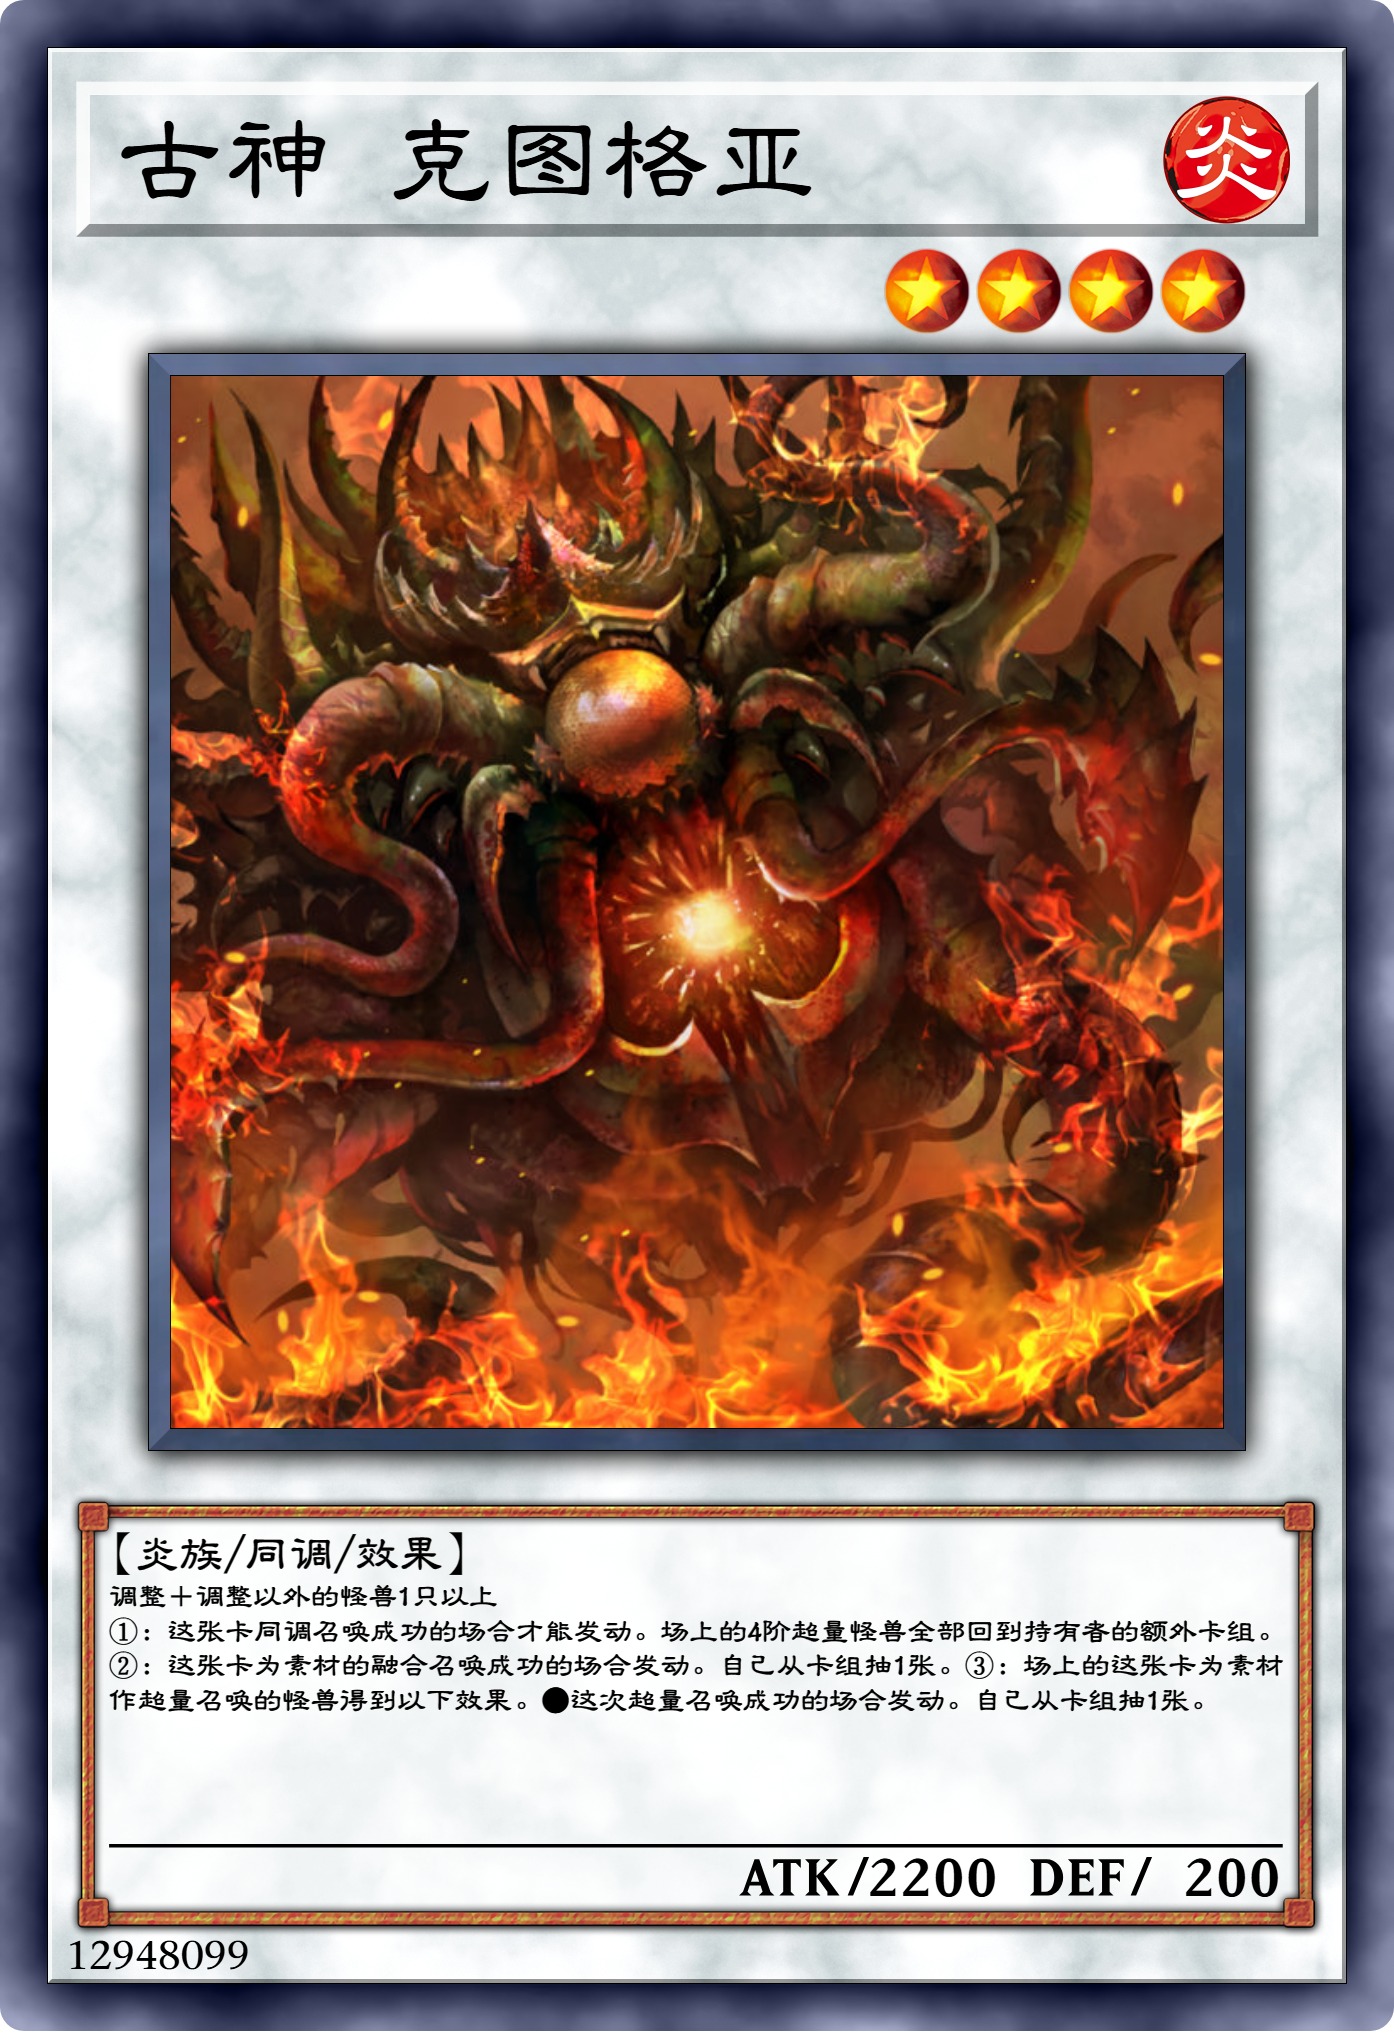 古神 克图格亚
炎
【炎族/同调/效果】
调整＋调整以外的怪兽1只以上
①：这张卡同调召唤成功的场合才能发动。场上的4阶超量怪兽全部回到持有者的额外卡组。
②：这张卡为素材的融合召唤成功的场合发动。自己从卡组抽1张。③：场上的这张卡为素材
作超量召唤的怪兽得到以下效果。●这次超量召唤成功的场合发动。自己从卡组抽1张。
ATK/2200 DEF/ 200
12948099